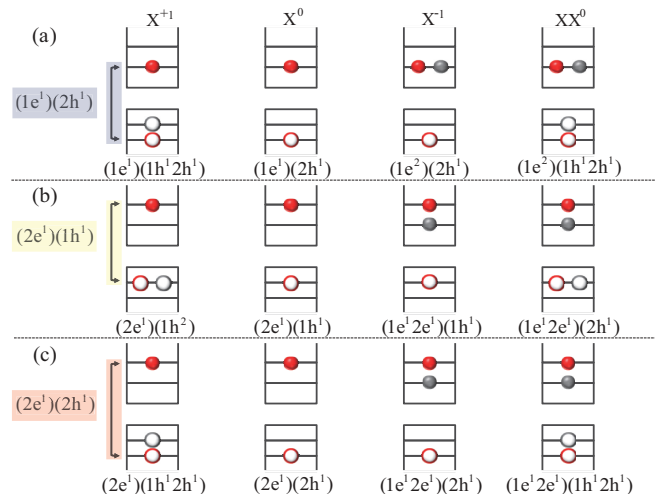 X⁺¹ X⁰ X⁻¹ XX⁰
(a)
(1e¹)(2h¹)
(1e¹)(1h¹2h¹) (1e¹)(2h¹) (1e²)(2h¹) (1e²)(1h¹2h¹)
(b)
(2e¹)(1h¹)
(2e¹)(1h²) (2e¹)(1h¹) (1e¹2e¹)(1h¹) (1e¹2e¹)(2h¹)
(c)
(2e¹)(2h¹)
(2e¹)(1h¹2h¹) (2e¹)(2h¹) (1e¹2e¹)(2h¹) (1e¹2e¹)(1h¹2h¹)